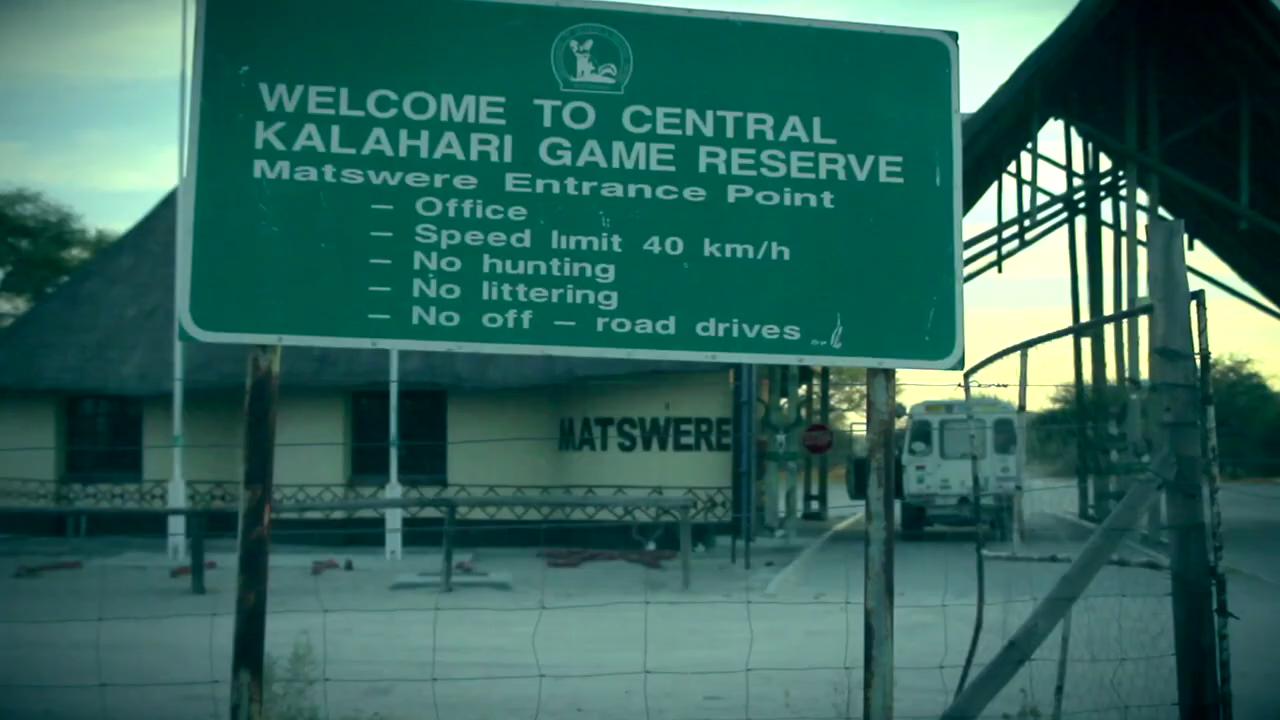 WELCOME TO CENTRAL
KALAHARI GAME RESERVE
Matswere Entrance Point
– Office
– Speed limit 40 km/h
– No hunting
– No littering
– No off – road drives
MATSWERE